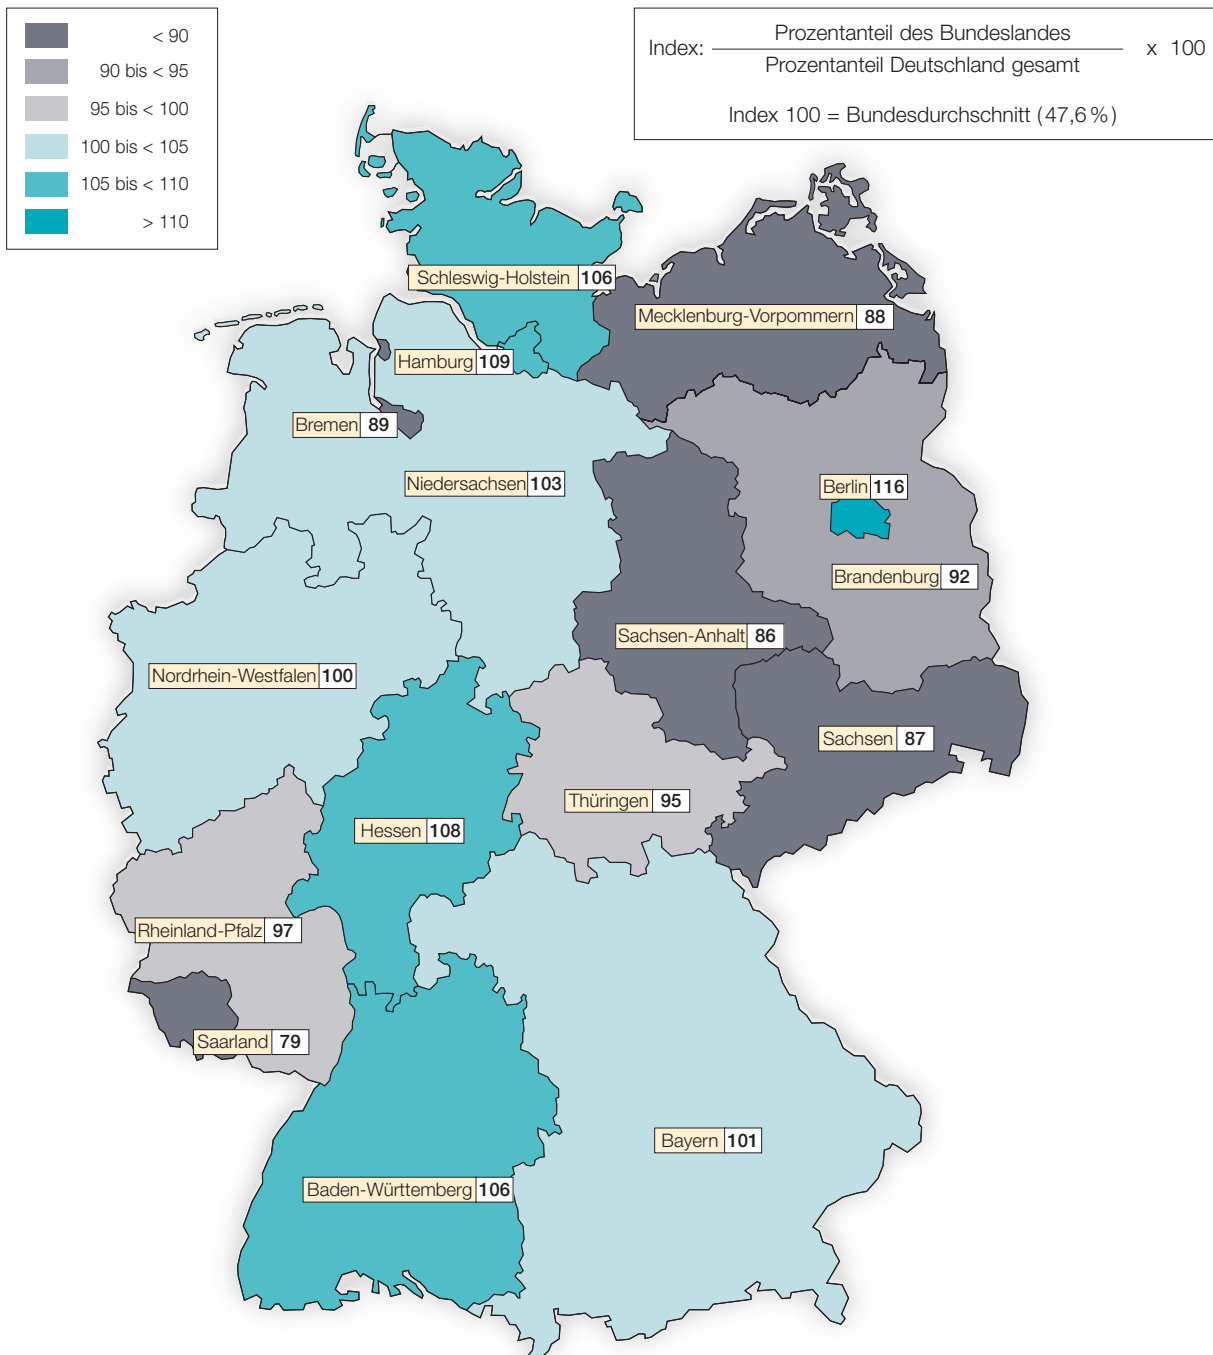 < 90
90 bis < 95
95 bis < 100
100 bis < 105
105 bis < 110
> 110
Index: Prozentanteil des Bundeslandes x 100
Prozentanteil Deutschland gesamt
Index 100 = Bundesdurchschnitt (47,6 %)
Schleswig-Holstein 106
Mecklenburg-Vorpommern 88
Hamburg 109
Bremen 89
Niedersachsen 103
Berlin 116
Brandenburg 92
Sachsen-Anhalt 86
Nordrhein-Westfalen 100
Sachsen 87
Thüringen 95
Hessen 108
Rheinland-Pfalz 97
Saarland 79
Bayern 101
Baden-Württemberg 106